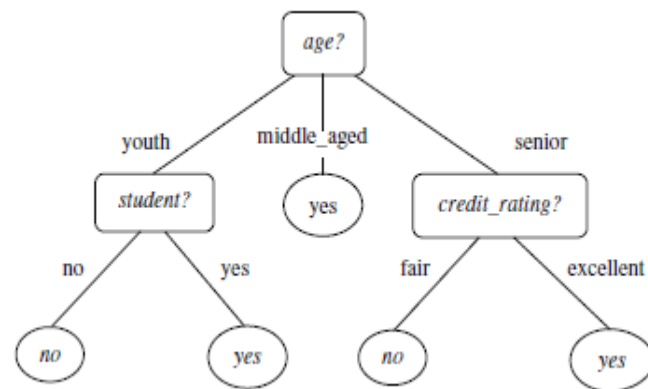 age?
youth
middle_aged
senior
student?
yes
credit_rating?
no
yes
fair
excellent
no
yes
no
yes